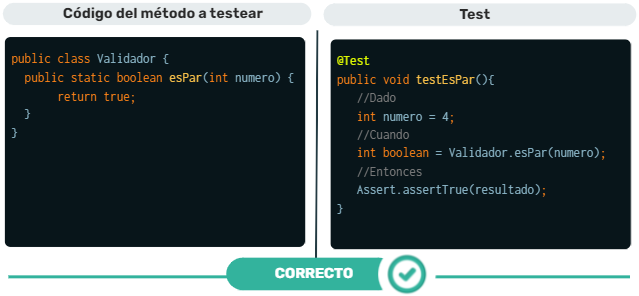 Código del método a testear
public class Validador {
public static boolean esPar(int numero) {
return true;
}
}
Test
@Test
public void testEsPar(){
//Dado
int numero = 4;
//Cuando
int boolean = Validador.esPar(numero);
//Entonces
Assert.assertTrue(resultado);
}
CORRECTO